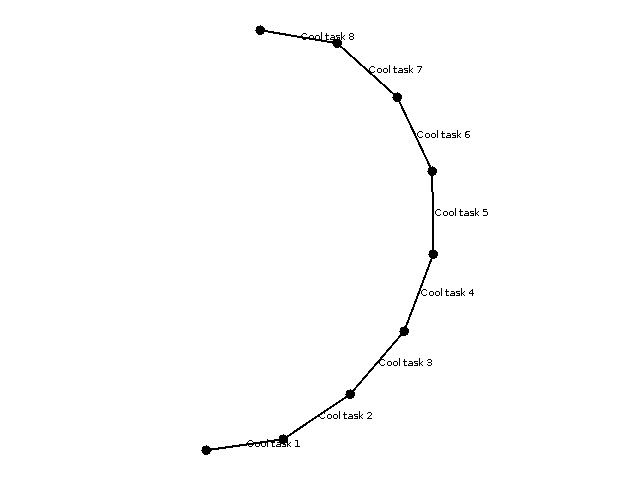 Cool task 8
Cool task 7
Cool task 6
Cool task 5
Cool task 4
Cool task 3
Cool task 2
Cool task 1